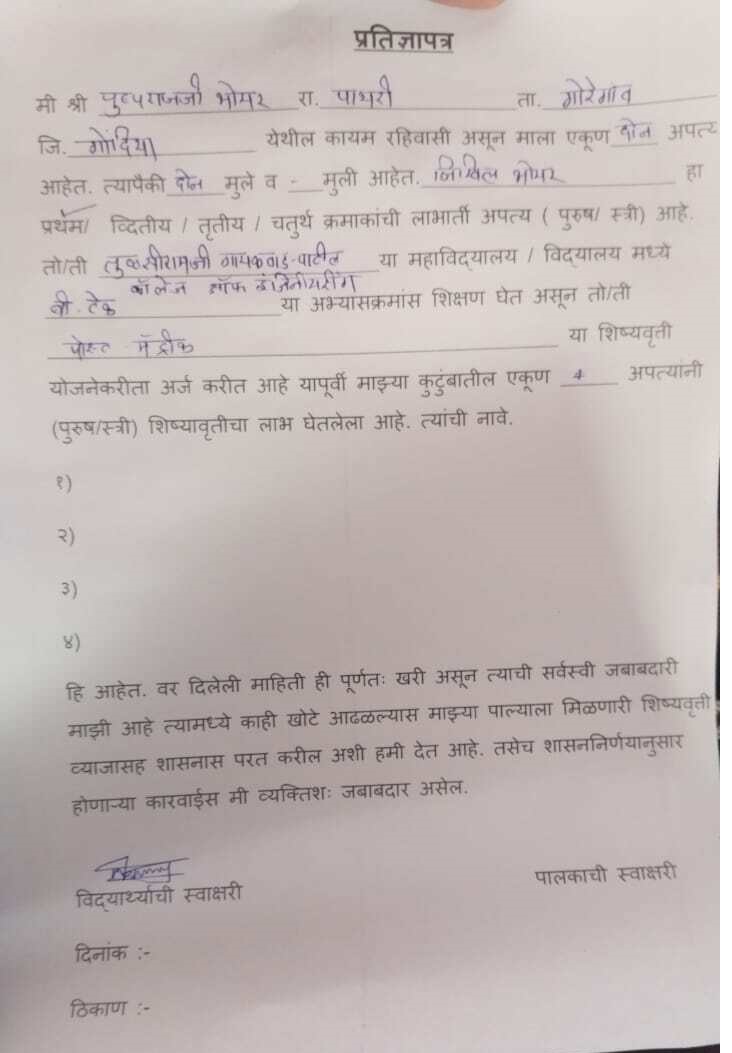 प्रतिज्ञापत्र
मी श्री पुष्पराजजी भोयर रा. पाथरी ता. गोरेगांव
जि. गोंदिया येथील कायम रहिवासी असून माला एकूण दोन अपत्य
आहेत. त्यापैकी दोन मुले व - मुली आहेत. निखिल भोयर हा
प्रथम/ व्दितीय / तृतीय / चतुर्थ क्रमाकांची लाभार्ती अपत्य ( पुरुष/ स्त्री) आहे.
तो/ती तुळसीरामजी गायकवाड-पाटील या महाविद्यालय / विद्यालय मध्ये
कॉलेज ऑफ इंजिनीयरींग
बी. टेक या अभ्यासक्रमांस शिक्षण घेत असून तो/ती
पोस्ट मॅट्रीक या शिष्यवृती
योजनेकरीता अर्ज करीत आहे यापूर्वी माझ्या कुटुंबातील एकूण अपत्यांनी
(पुरुष/स्त्री) शिष्यावृतीचा लाभ घेतलेला आहे. त्यांची नावे.
१)
२)
३)
४)
हि आहेत. वर दिलेली माहिती ही पूर्णतः खरी असून त्याची सर्वस्वी जबाबदारी
माझी आहे त्यामध्ये काही खोटे आढळल्यास माझ्या पाल्याला मिळणारी शिष्यवृत्ती
व्याजासह शासनास परत करील अशी हमी देत आहे. तसेच शासननिर्णयानुसार
होणाऱ्या कारवाईस मी व्यक्तिशः जबाबदार असेल.
विद्यार्थ्याची स्वाक्षरी पालकाची स्वाक्षरी
दिनांक :-
ठिकाण :-